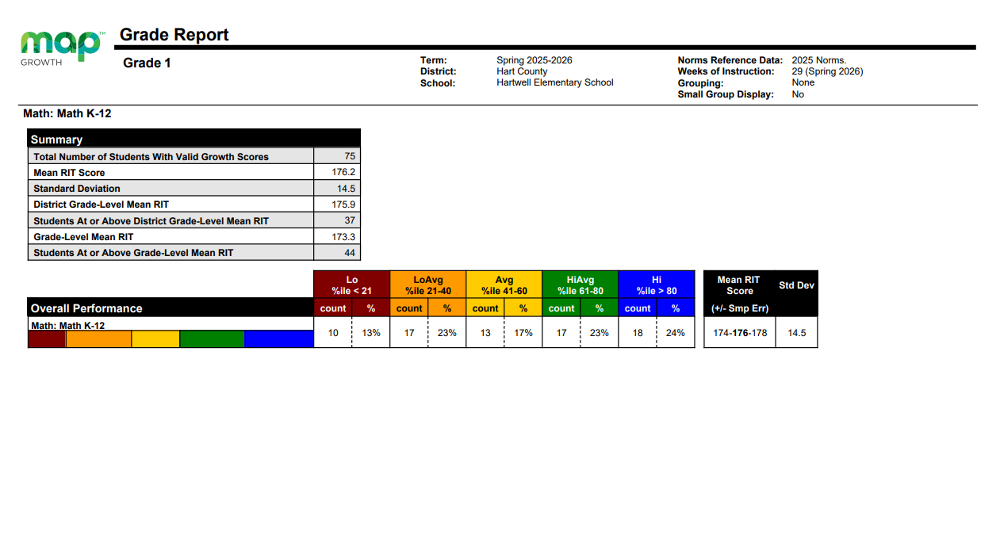 map™
GROWTH
Grade Report
Grade 1
Term: Spring 2025-2026
District: Hart County
School: Hartwell Elementary School
Norms Reference Data: 2025 Norms.
Weeks of Instruction: 29 (Spring 2026)
Grouping: None
Small Group Display: No
Math: Math K-12
Summary
Total Number of Students With Valid Growth Scores 75
Mean RIT Score 176.2
Standard Deviation 14.5
District Grade-Level Mean RIT 175.9
Students At or Above District Grade-Level Mean RIT 37
Grade-Level Mean RIT 173.3
Students At or Above Grade-Level Mean RIT 44
Lo LoAvg Avg HiAvg Hi Mean RIT Std Dev
%ile < 21 %ile 21-40 %ile 41-60 %ile 61-80 %ile > 80 Score
Overall Performance count % count % count % count % count % (+/- Smp Err)
Math: Math K-12
10 13% 17 23% 13 17% 17 23% 18 24% 174-176-178 14.5